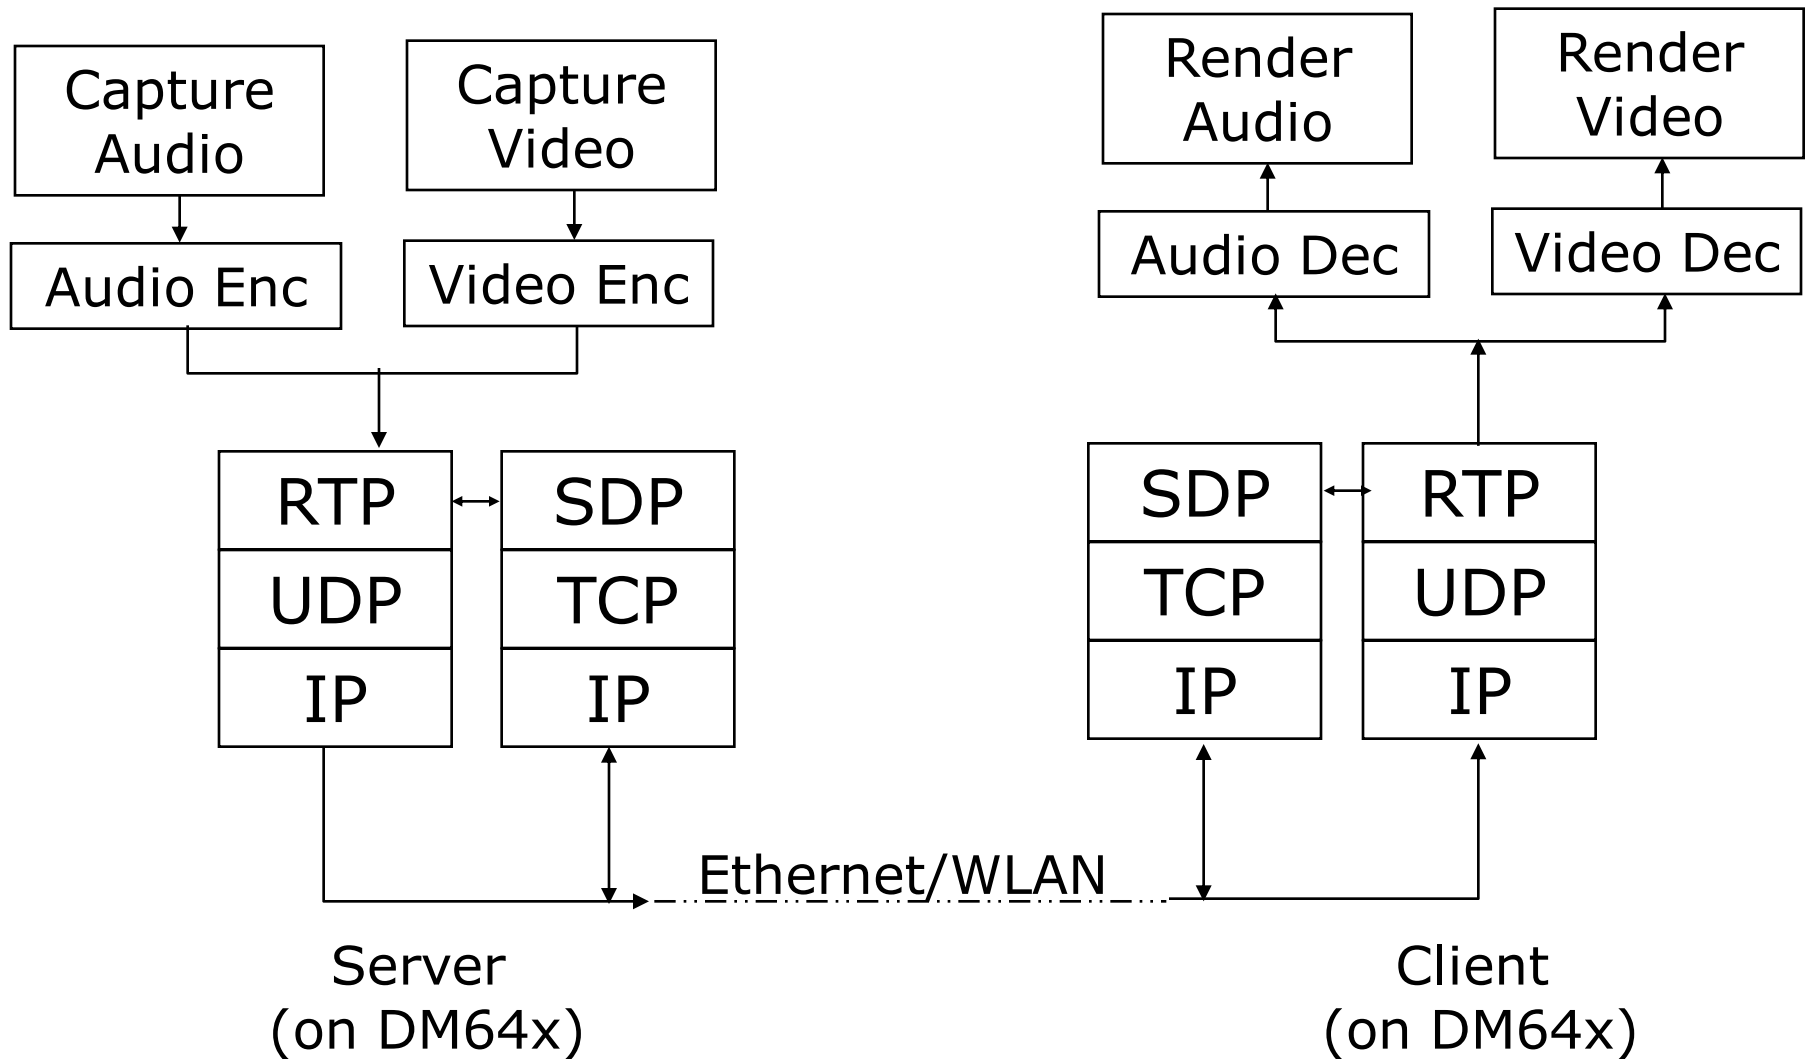 Capture
Audio
Capture
Video
Audio Enc
Video Enc
RTP
SDP
UDP
TCP
IP
IP
Render
Audio
Render
Video
Audio Dec
Video Dec
SDP
RTP
TCP
UDP
IP
IP
Ethernet/WLAN
Server
(on DM64x)
Client
(on DM64x)